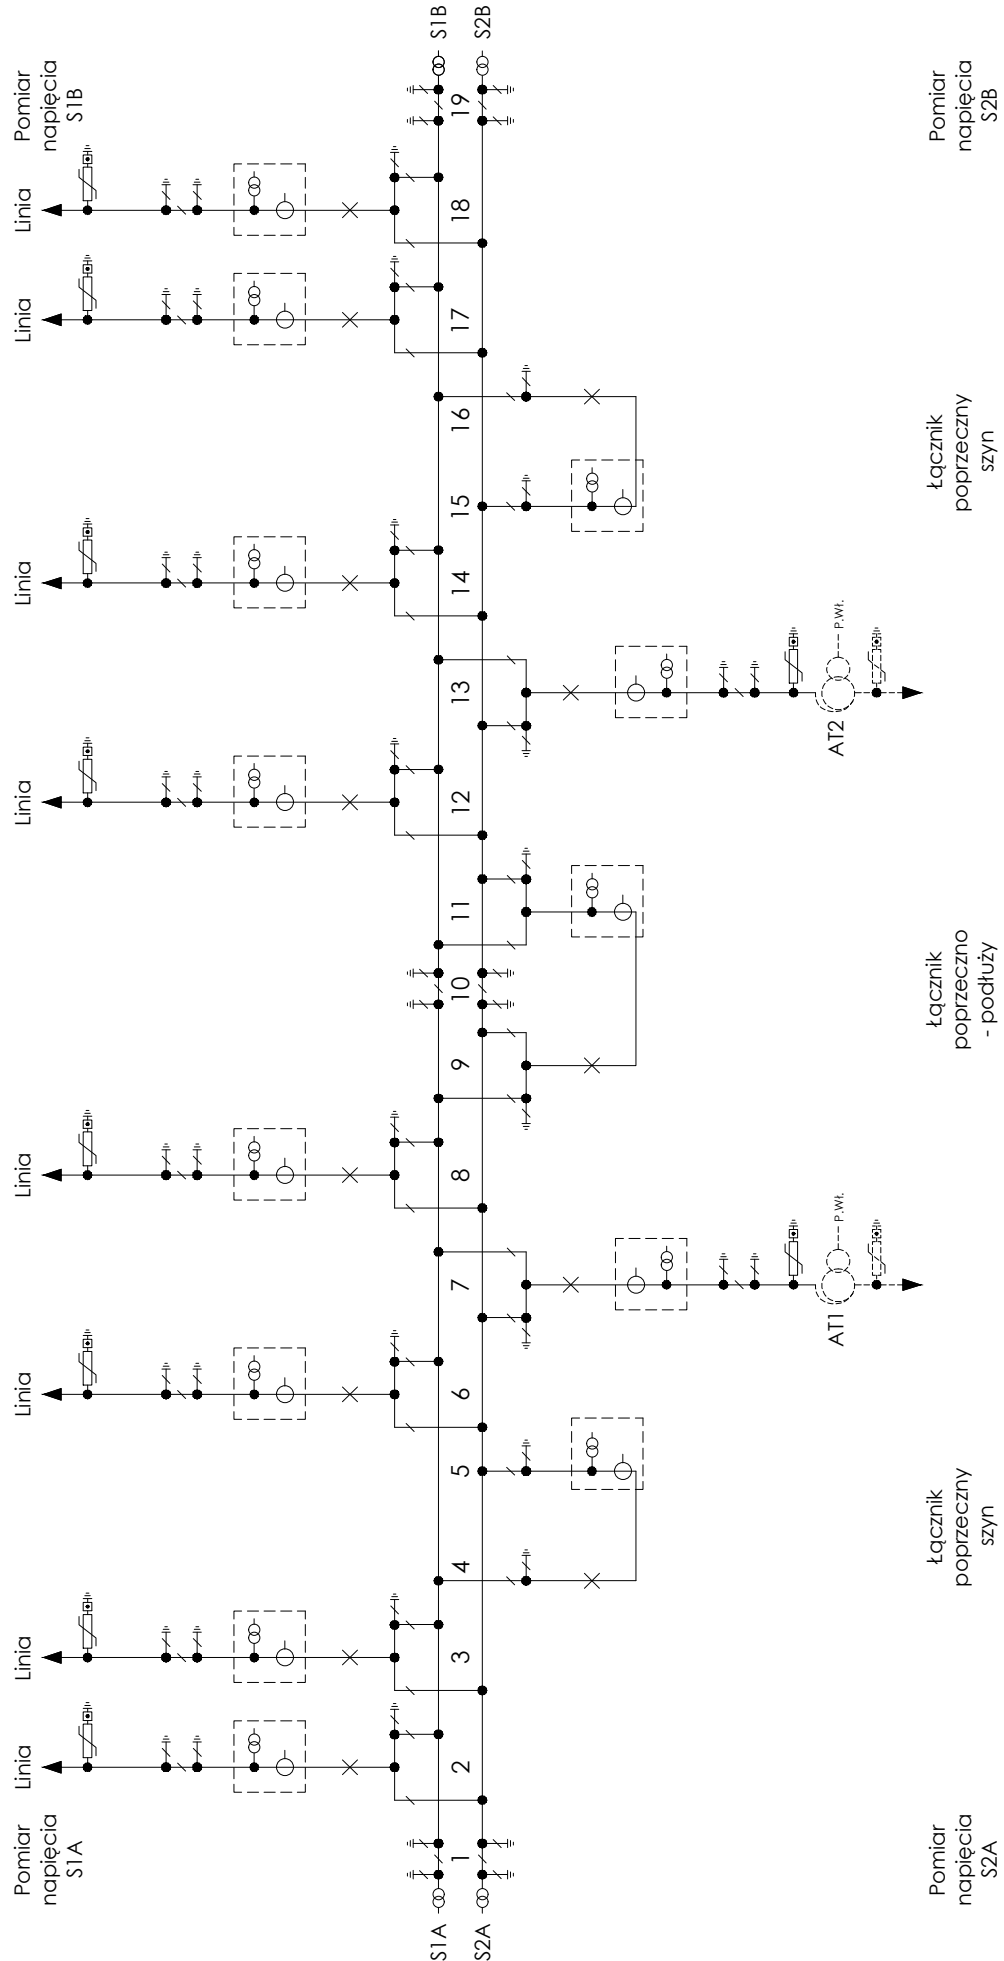 Pomiar
napięcia
S1A
Linia
Linia
Linia
Linia
Linia
Linia
Linia
Linia
Pomiar
napięcia
S1B
S1A
S1B
1
2
3
4
5
6
7
8
9
10
11
12
13
14
15
16
17
18
19
S2A
S2B
AT1
P.Wł.
AT2
P.Wł.
Pomiar
napięcia
S2A
Łącznik
poprzeczny
szyn
Łącznik
poprzeczno
- podłuży
Łącznik
poprzeczny
szyn
Pomiar
napięcia
S2B